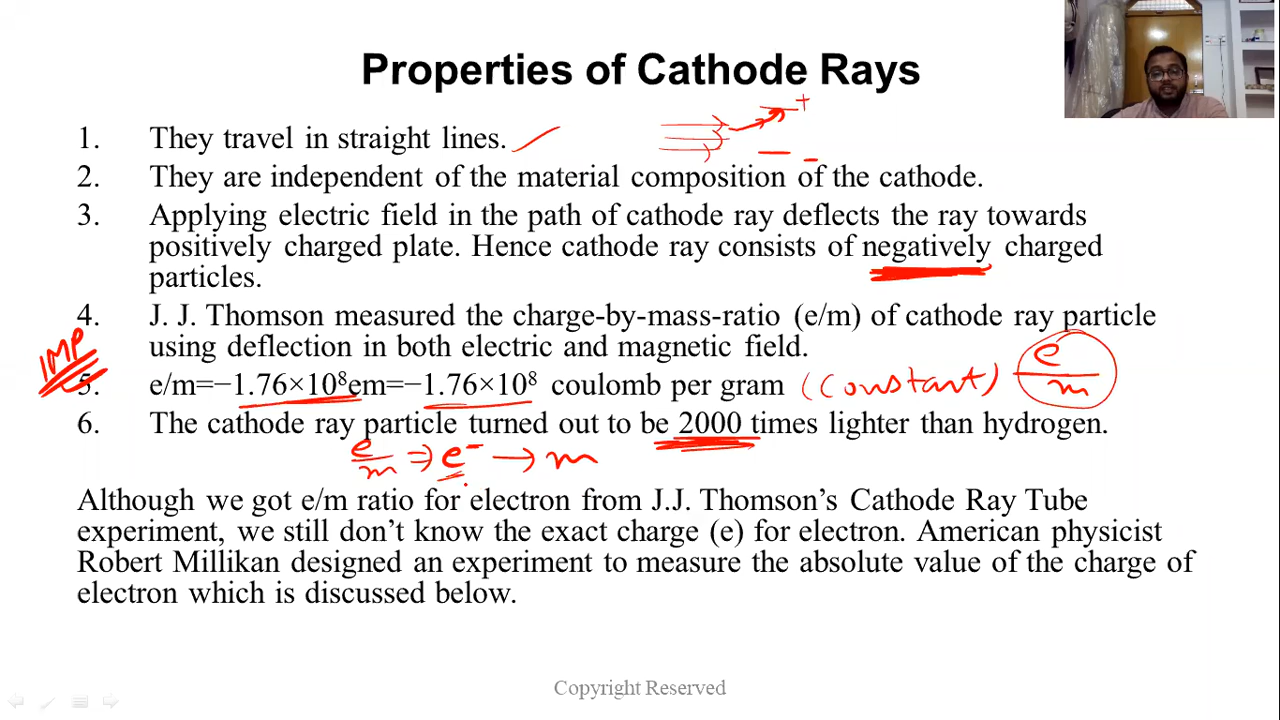 Properties of Cathode Rays
+
1. They travel in straight lines.
2. They are independent of the material composition of the cathode.
3. Applying electric field in the path of cathode ray deflects the ray towards
positively charged plate. Hence cathode ray consists of negatively charged
particles.
4. J. J. Thomson measured the charge-by-mass-ratio (e/m) of cathode ray particle
using deflection in both electric and magnetic field.
IMP
5. e/m=−1.76×10⁸em=−1.76×10⁸ coulomb per gram (Constant) e/m
6. The cathode ray particle turned out to be 2000 times lighter than hydrogen.
e/m ⇒ e⁻ → m
Although we got e/m ratio for electron from J.J. Thomson’s Cathode Ray Tube
experiment, we still don’t know the exact charge (e) for electron. American physicist
Robert Millikan designed an experiment to measure the absolute value of the charge of
electron which is discussed below.
Copyright Reserved